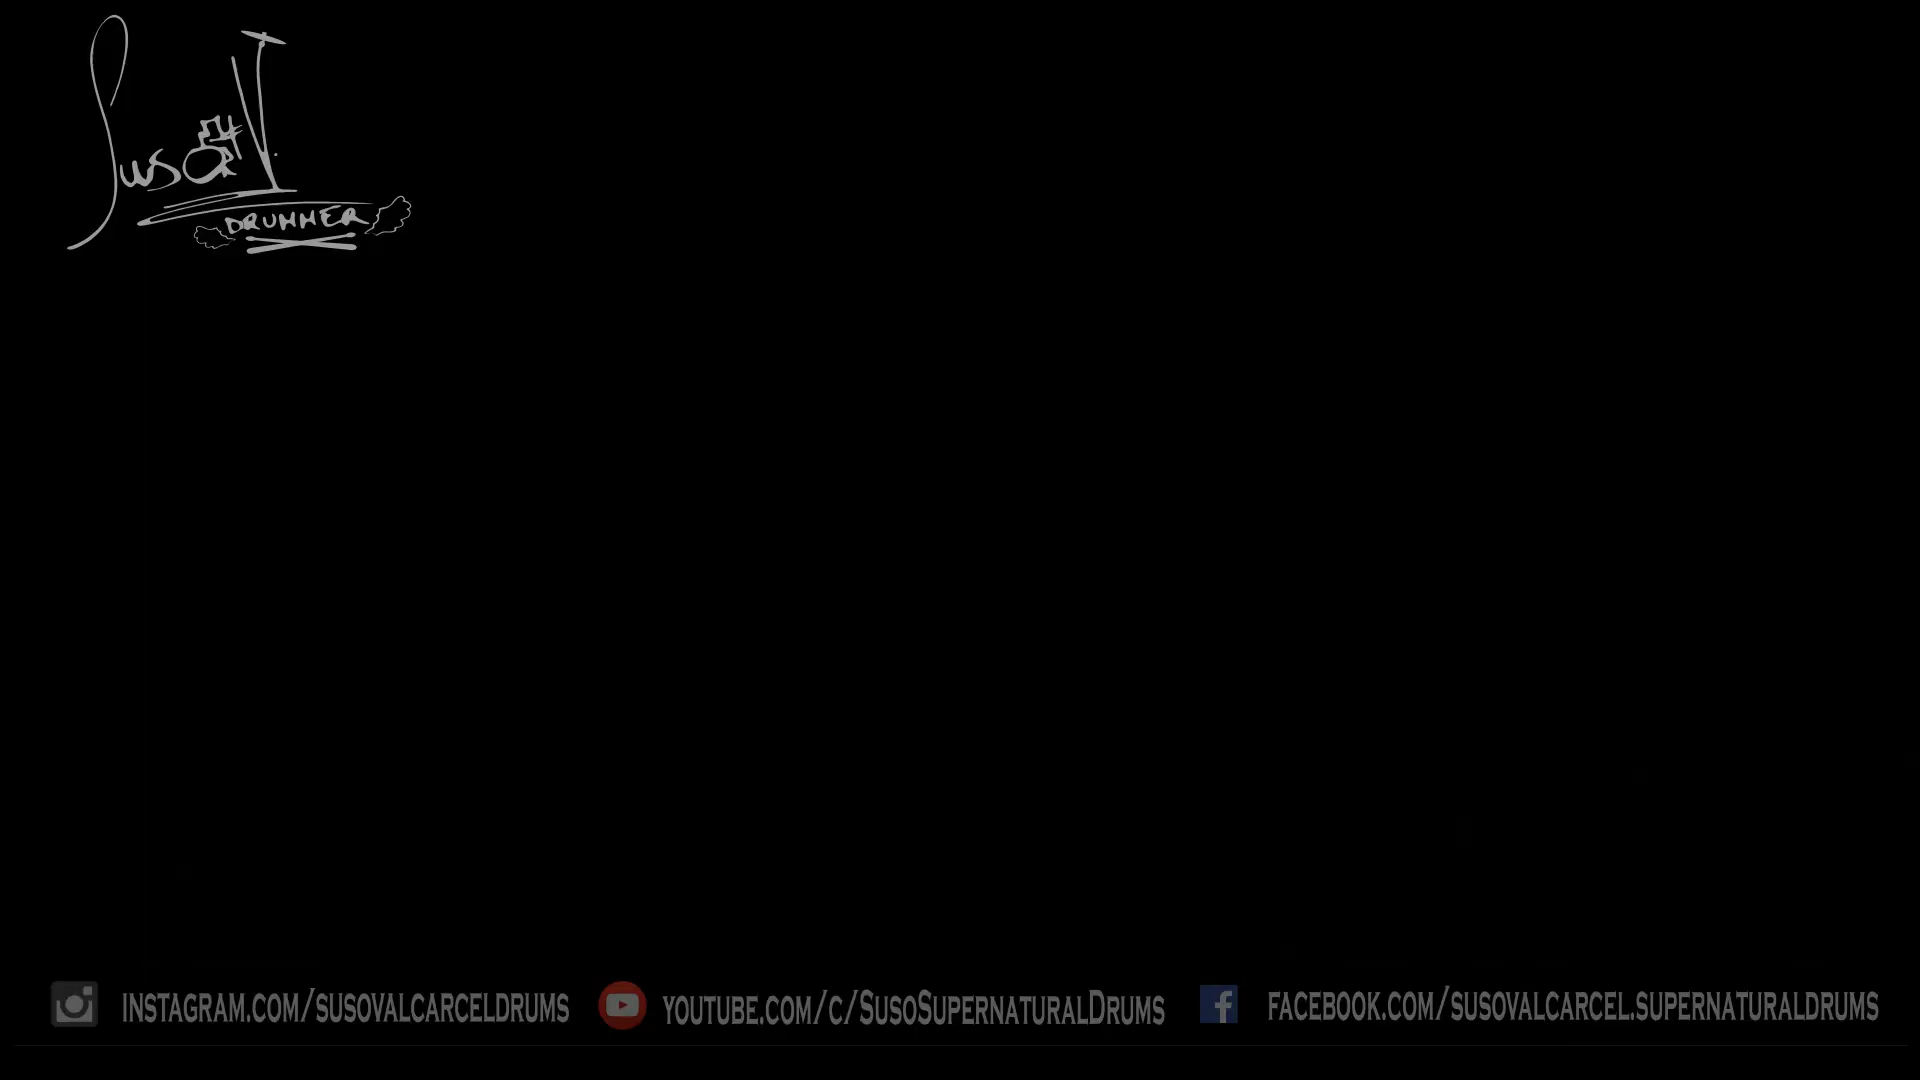 Suso V.
DRUMMER
INSTAGRAM.COM/SUSOVALCARCELDRUMS
YOUTUBE.COM/C/SUSOSUPERNATURALDRUMS
FACEBOOK.COM/SUSOVALCARCEL.SUPERNATURALDRUMS